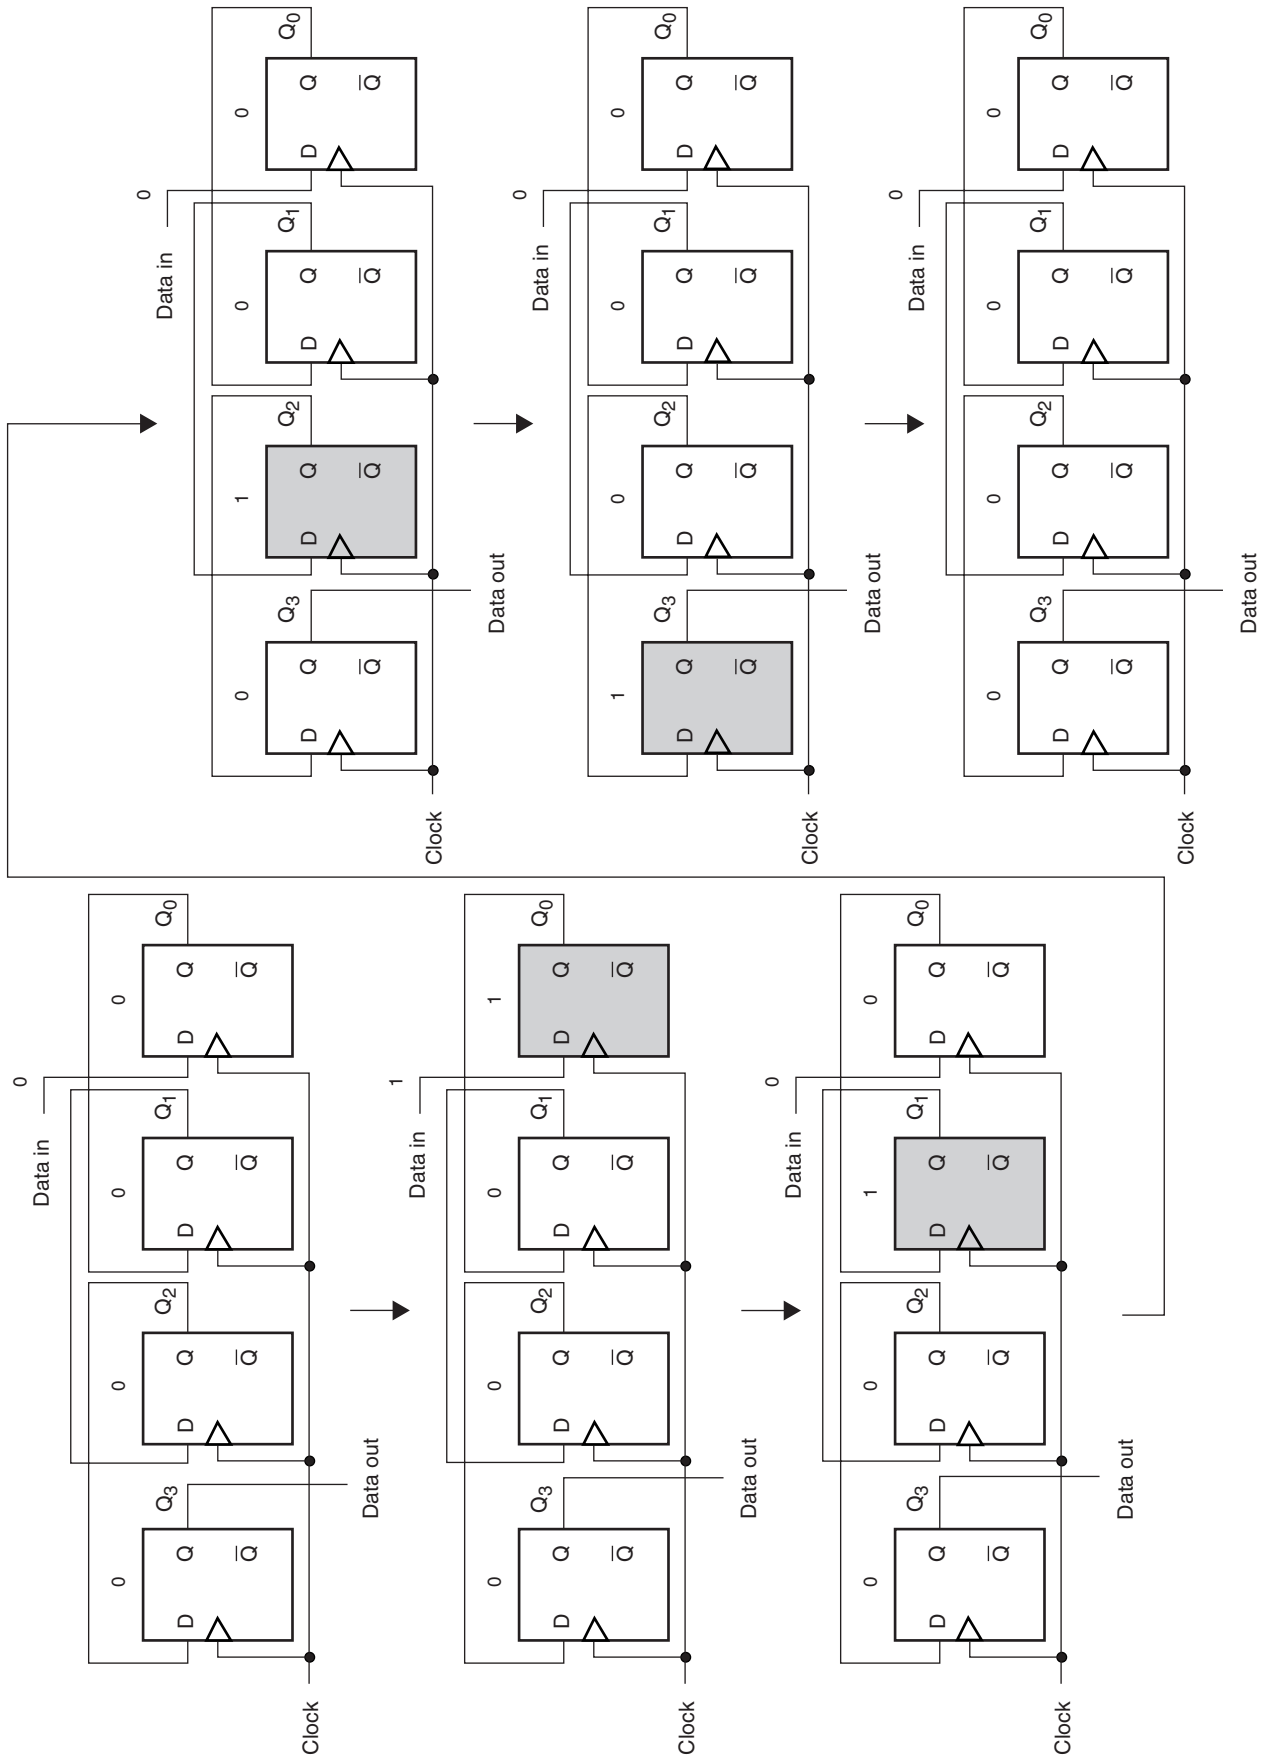 0
Data in
0 0 0 0
Q3 Q2 Q1 Q0
D Q D Q D Q D Q
Q̅ Q̅ Q̅ Q̅
Clock
Data out
1
Data in
0 0 0 1
Q3 Q2 Q1 Q0
D Q D Q D Q D Q
Q̅ Q̅ Q̅ Q̅
Clock
Data out
0
Data in
0 0 1 0
Q3 Q2 Q1 Q0
D Q D Q D Q D Q
Q̅ Q̅ Q̅ Q̅
Clock
Data out
0
Data in
0 1 0 0
Q3 Q2 Q1 Q0
D Q D Q D Q D Q
Q̅ Q̅ Q̅ Q̅
Clock
Data out
0
Data in
1 0 0 0
Q3 Q2 Q1 Q0
D Q D Q D Q D Q
Q̅ Q̅ Q̅ Q̅
Clock
Data out
0
Data in
0 0 0 0
Q3 Q2 Q1 Q0
D Q D Q D Q D Q
Q̅ Q̅ Q̅ Q̅
Clock
Data out